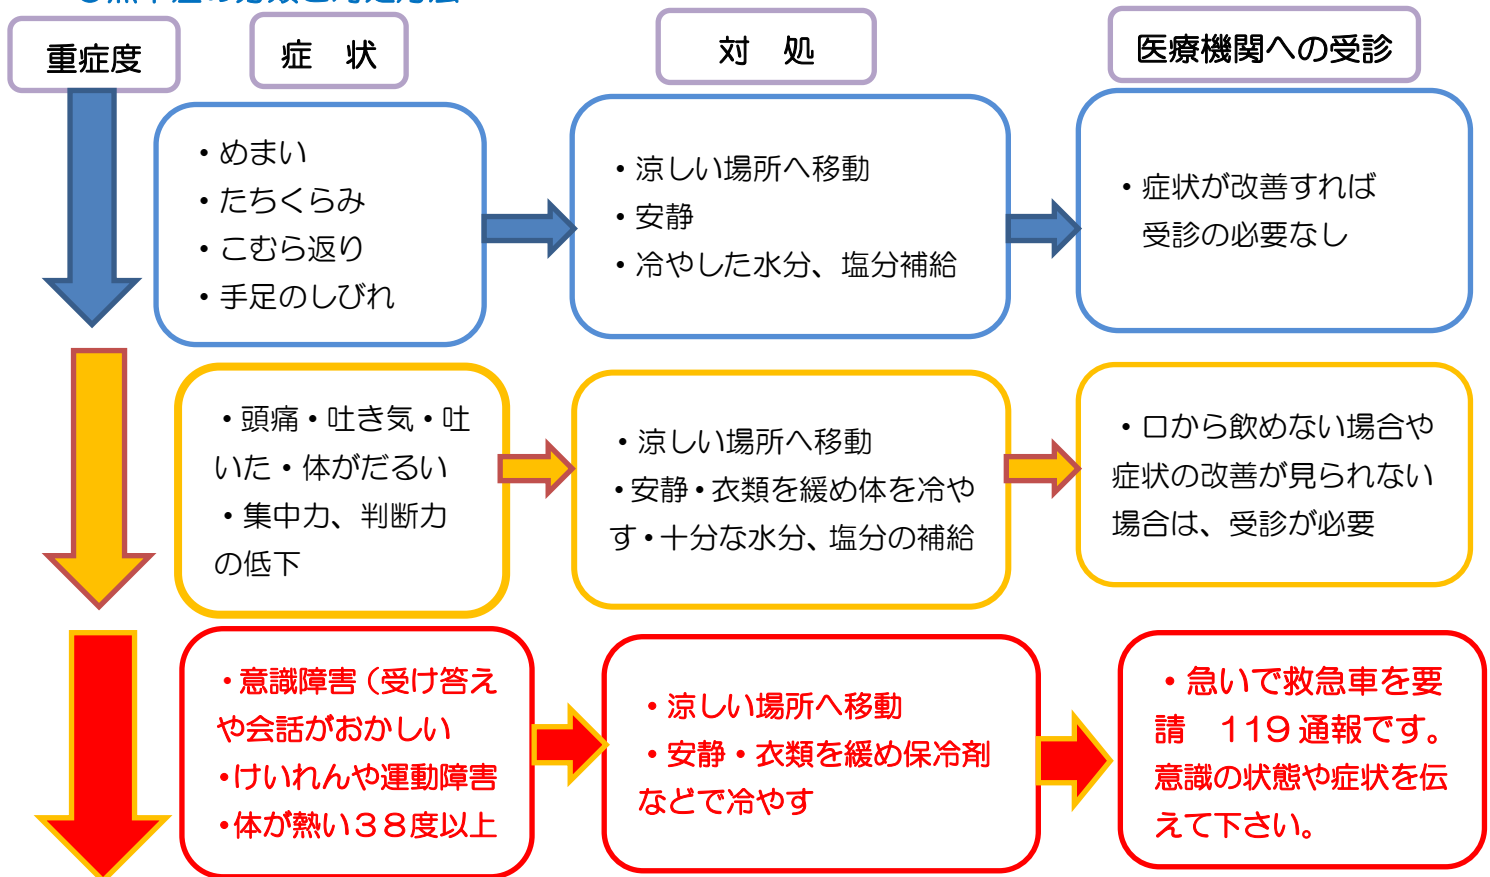 重症度
症　状
対　処
医療機関への受診
・めまい
・たちくらみ
・こむら返り
・手足のしびれ
・涼しい場所へ移動
・安静
・冷やした水分、塩分補給
・症状が改善すれば
受診の必要なし
・頭痛・吐き気・吐
いた・体がだるい
・集中力、判断力
の低下
・涼しい場所へ移動
・安静・衣類を緩め体を冷や
す・十分な水分、塩分の補給
・口から飲めない場合や
症状の改善が見られない
場合は、受診が必要
・意識障害（受け答え
や会話がおかしい
・けいれんや運動障害
・体が熱い３８度以上
・涼しい場所へ移動
・安静・衣類を緩め保冷剤
などで冷やす
・急いで救急車を要
請　119通報です。
意識の状態や症状を伝
えて下さい。